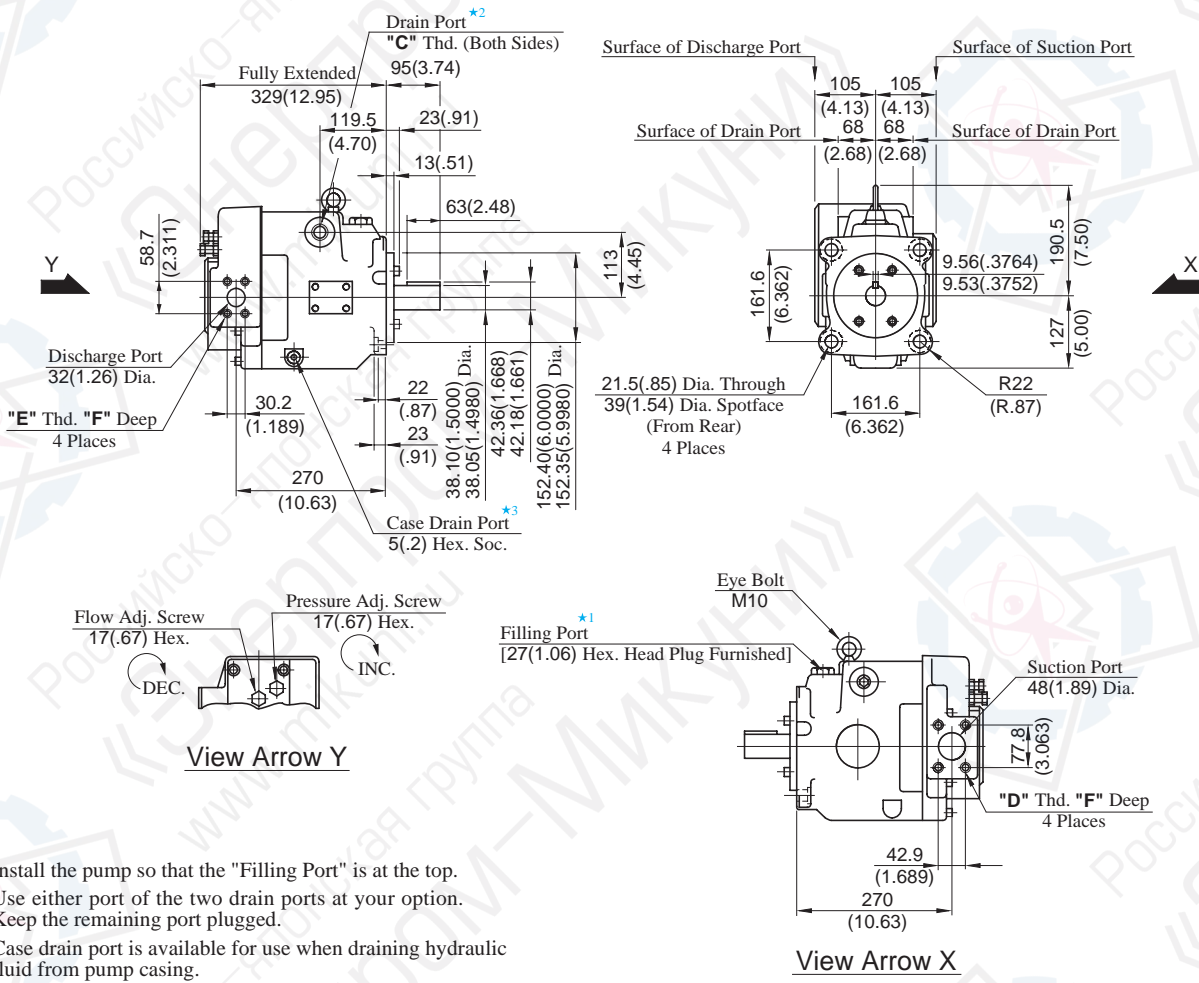 Drain Port ★2
"C" Thd. (Both Sides)
Fully Extended
329(12.95)
95(3.74)
119.5
(4.70)
23(.91)
13(.51)
63(2.48)
58.7
(2.311)
Y
113
(4.45)
Discharge Port
32(1.26) Dia.
"E" Thd. "F" Deep
4 Places
30.2
(1.189)
22
(.87)
23
(.91)
270
(10.63)
38.10(1.5000) Dia.
38.05(1.4980)
42.36(1.668)
42.18(1.661)
152.40(6.0000) Dia.
152.35(5.9980)
Case Drain Port ★3
5(.2) Hex. Soc.
Surface of Discharge Port
Surface of Suction Port
105
(4.13)
105
(4.13)
Surface of Drain Port
68
(2.68)
68
(2.68)
Surface of Drain Port
190.5
(7.50)
9.56(.3764)
9.53(.3752)
X
161.6
(6.362)
127
(5.00)
21.5(.85) Dia. Through
39(1.54) Dia. Spotface
(From Rear)
4 Places
161.6
(6.362)
R22
(R.87)
Flow Adj. Screw
17(.67) Hex.
Pressure Adj. Screw
17(.67) Hex.
DEC.
INC.
View Arrow Y
Eye Bolt
M10
Filling Port ★1
[27(1.06) Hex. Head Plug Furnished]
Suction Port
48(1.89) Dia.
77.8
(3.063)
"D" Thd. "F" Deep
4 Places
42.9
(1.689)
270
(10.63)
View Arrow X
nstall the pump so that the "Filling Port" is at the top.
Use either port of the two drain ports at your option.
Keep the remaining port plugged.
Case drain port is available for use when draining hydraulic
luid from pump casing.
Российско-японская группа
«Энерпром-Микуни»
www.mikuni.ru